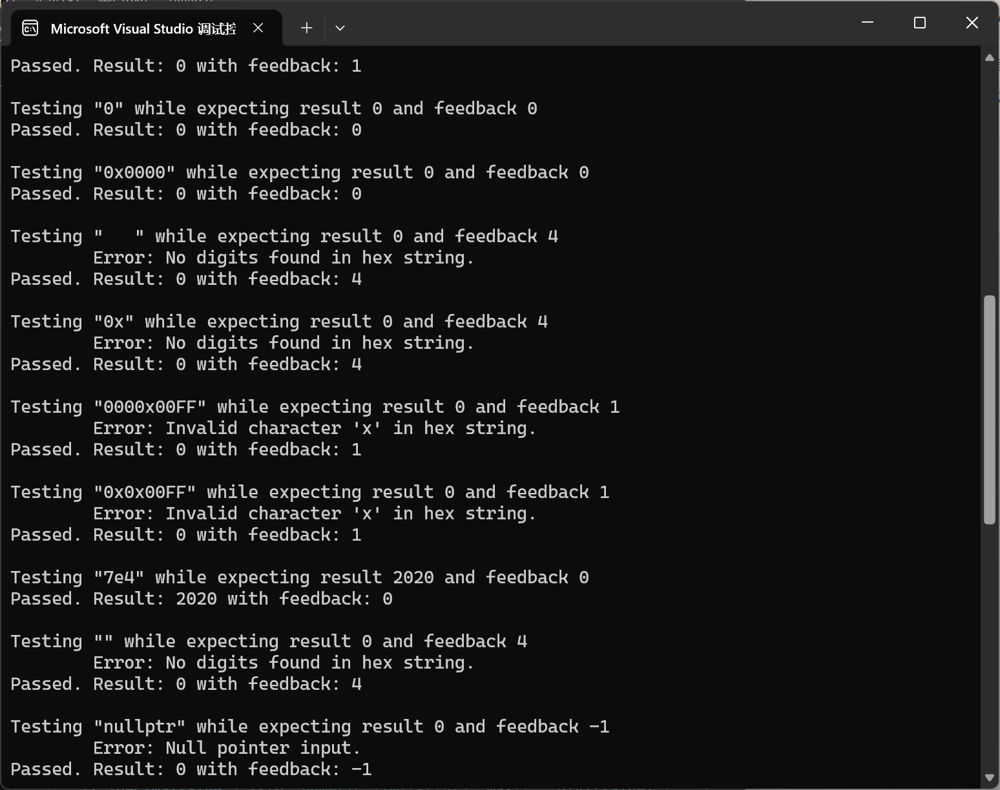 Microsoft Visual Studio 调试控
Passed. Result: 0 with feedback: 1
Testing "0" while expecting result 0 and feedback 0
Passed. Result: 0 with feedback: 0
Testing "0x0000" while expecting result 0 and feedback 0
Passed. Result: 0 with feedback: 0
Testing "   " while expecting result 0 and feedback 4
Error: No digits found in hex string.
Passed. Result: 0 with feedback: 4
Testing "0x" while expecting result 0 and feedback 4
Error: No digits found in hex string.
Passed. Result: 0 with feedback: 4
Testing "0000x00FF" while expecting result 0 and feedback 1
Error: Invalid character 'x' in hex string.
Passed. Result: 0 with feedback: 1
Testing "0x0x00FF" while expecting result 0 and feedback 1
Error: Invalid character 'x' in hex string.
Passed. Result: 0 with feedback: 1
Testing "7e4" while expecting result 2020 and feedback 0
Passed. Result: 2020 with feedback: 0
Testing "" while expecting result 0 and feedback 4
Error: No digits found in hex string.
Passed. Result: 0 with feedback: 4
Testing "nullptr" while expecting result 0 and feedback -1
Error: Null pointer input.
Passed. Result: 0 with feedback: -1